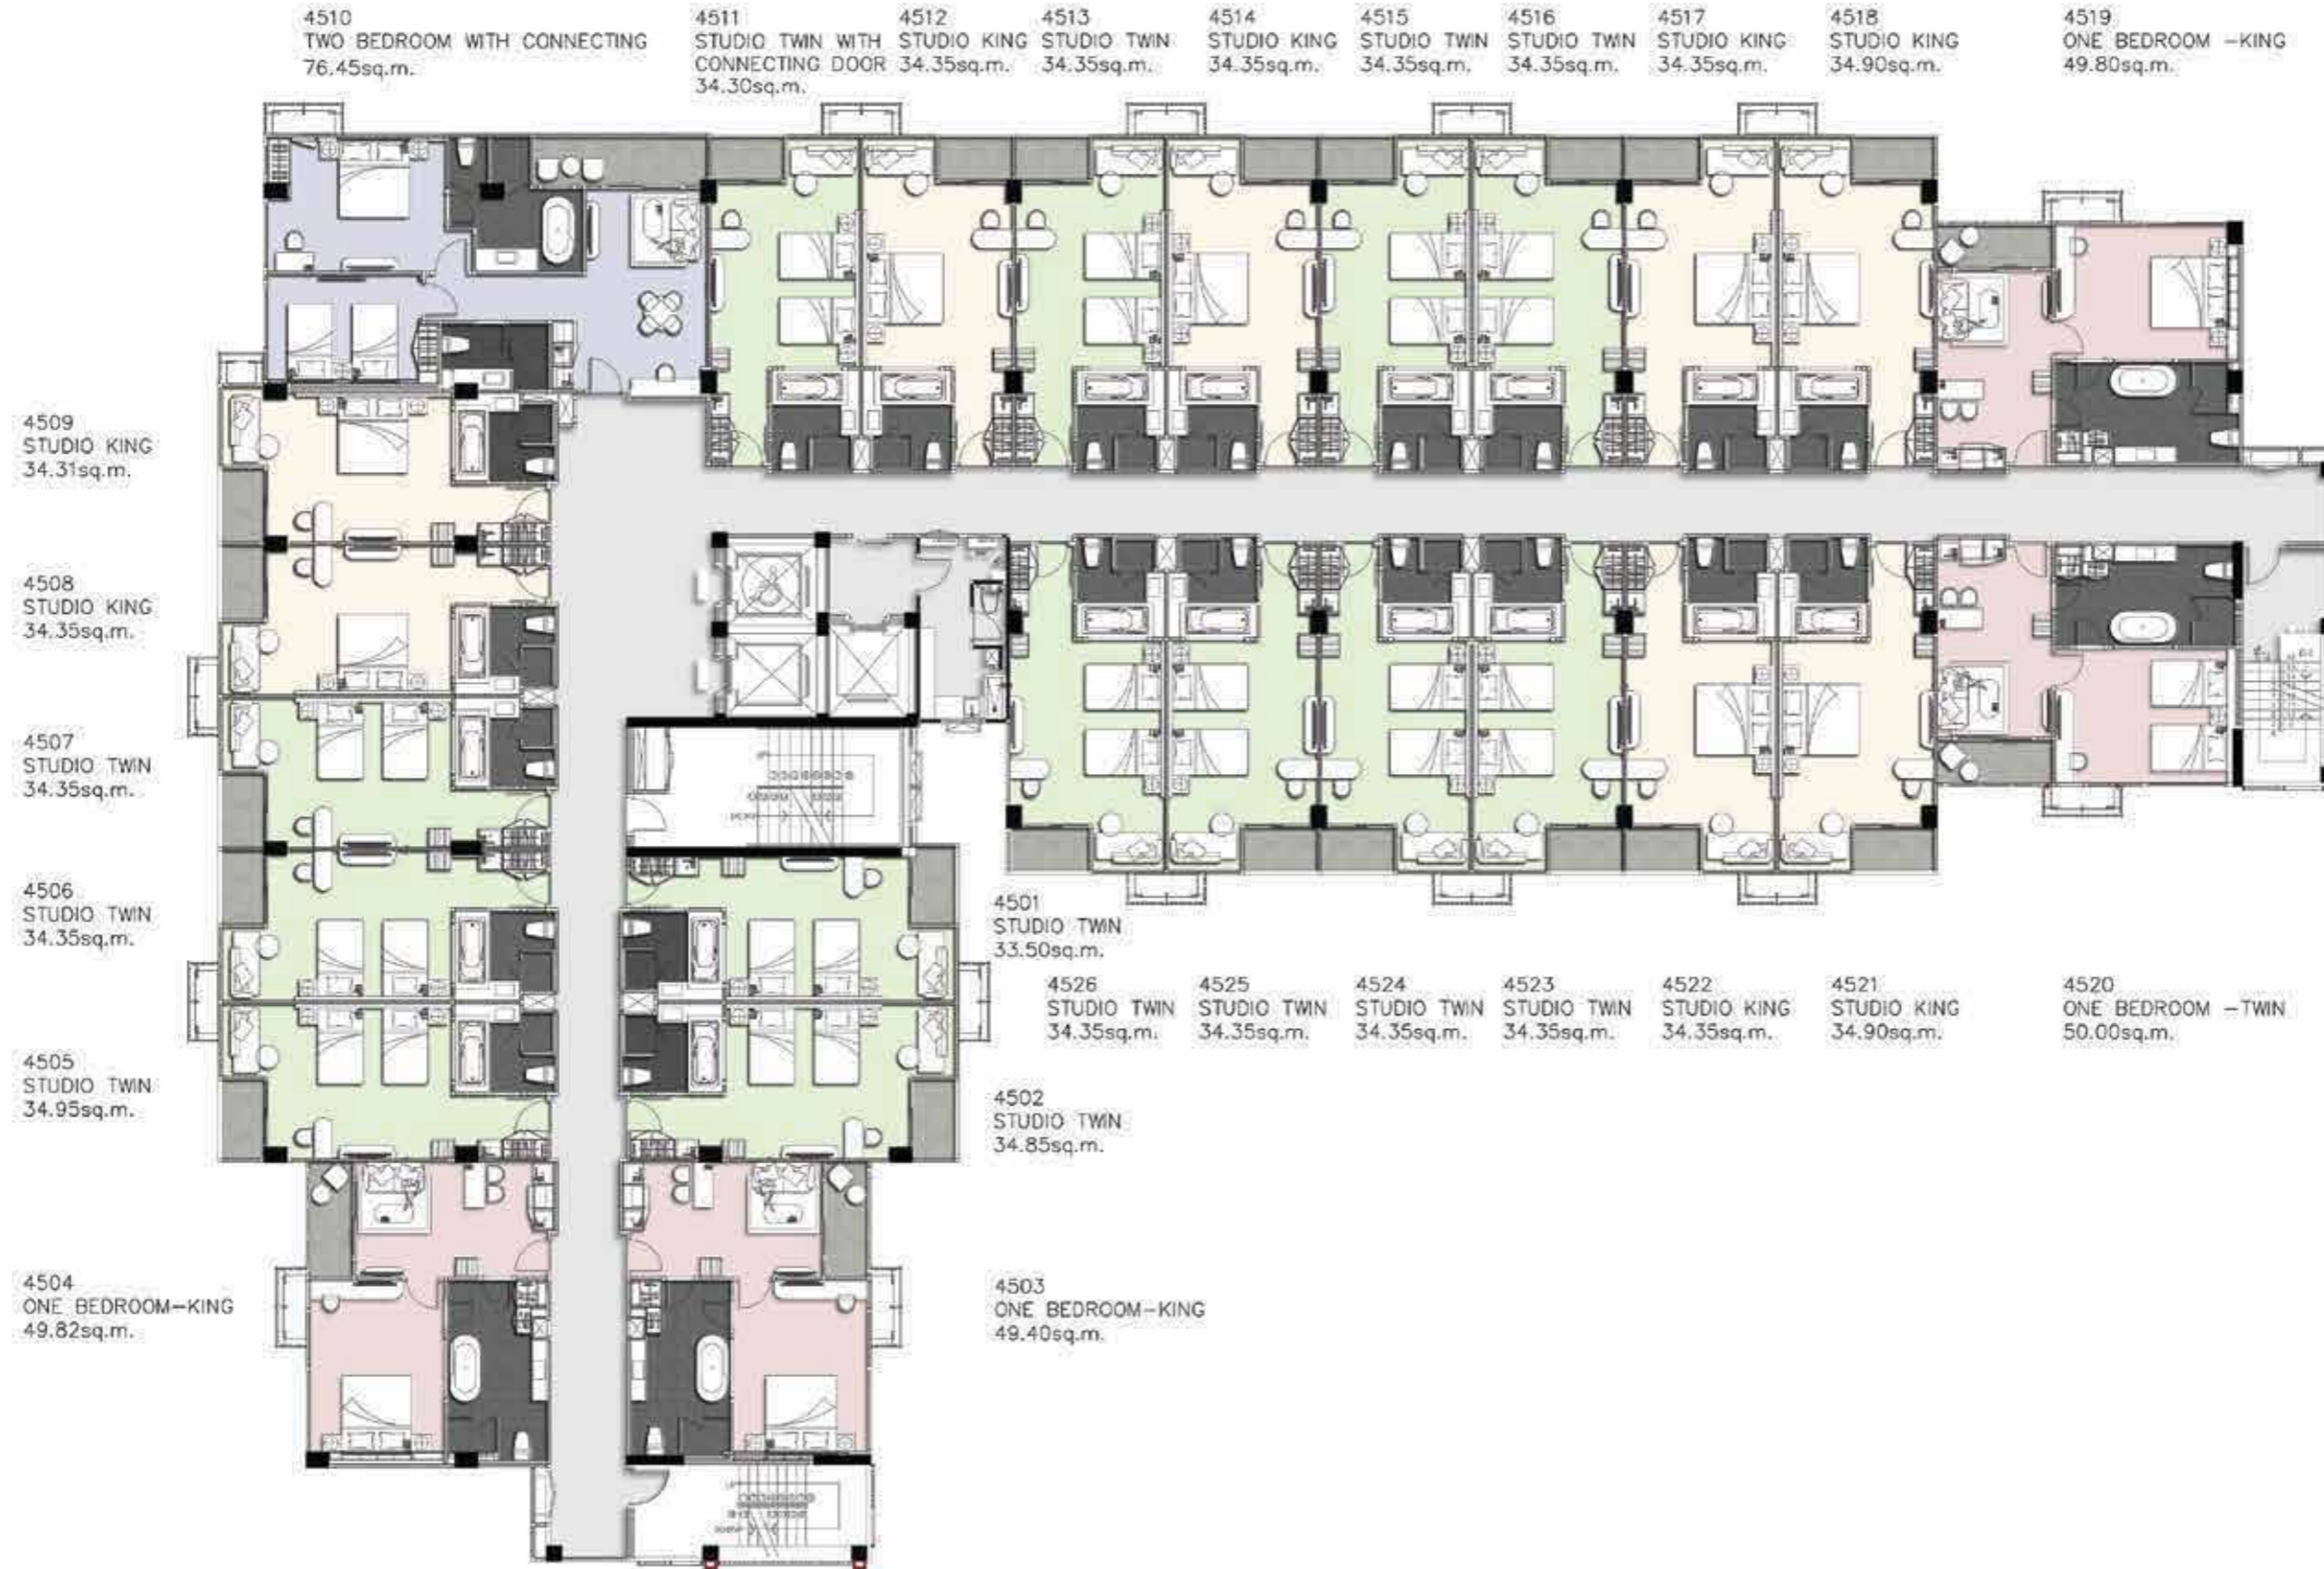 4510
TWO BEDROOM WITH CONNECTING
76.45sq.m.
4511
STUDIO TWIN WITH
CONNECTING DOOR
34.30sq.m.
4512
STUDIO KING
34.35sq.m.
4513
STUDIO TWIN
34.35sq.m.
4514
STUDIO KING
34.35sq.m.
4515
STUDIO TWIN
34.35sq.m.
4516
STUDIO TWIN
34.35sq.m.
4517
STUDIO KING
34.35sq.m.
4518
STUDIO KING
34.90sq.m.
4519
ONE BEDROOM -KING
49.80sq.m.
4509
STUDIO KING
34.31sq.m.
4508
STUDIO KING
34.35sq.m.
4507
STUDIO TWIN
34.35sq.m.
4506
STUDIO TWIN
34.35sq.m.
4505
STUDIO TWIN
34.95sq.m.
4504
ONE BEDROOM-KING
49.82sq.m.
4501
STUDIO TWIN
33.50sq.m.
4526
STUDIO TWIN
34.35sq.m.
4525
STUDIO TWIN
34.35sq.m.
4524
STUDIO TWIN
34.35sq.m.
4523
STUDIO TWIN
34.35sq.m.
4522
STUDIO KING
34.35sq.m.
4521
STUDIO KING
34.90sq.m.
4520
ONE BEDROOM -TWIN
50.00sq.m.
4502
STUDIO TWIN
34.85sq.m.
4503
ONE BEDROOM-KING
49.40sq.m.